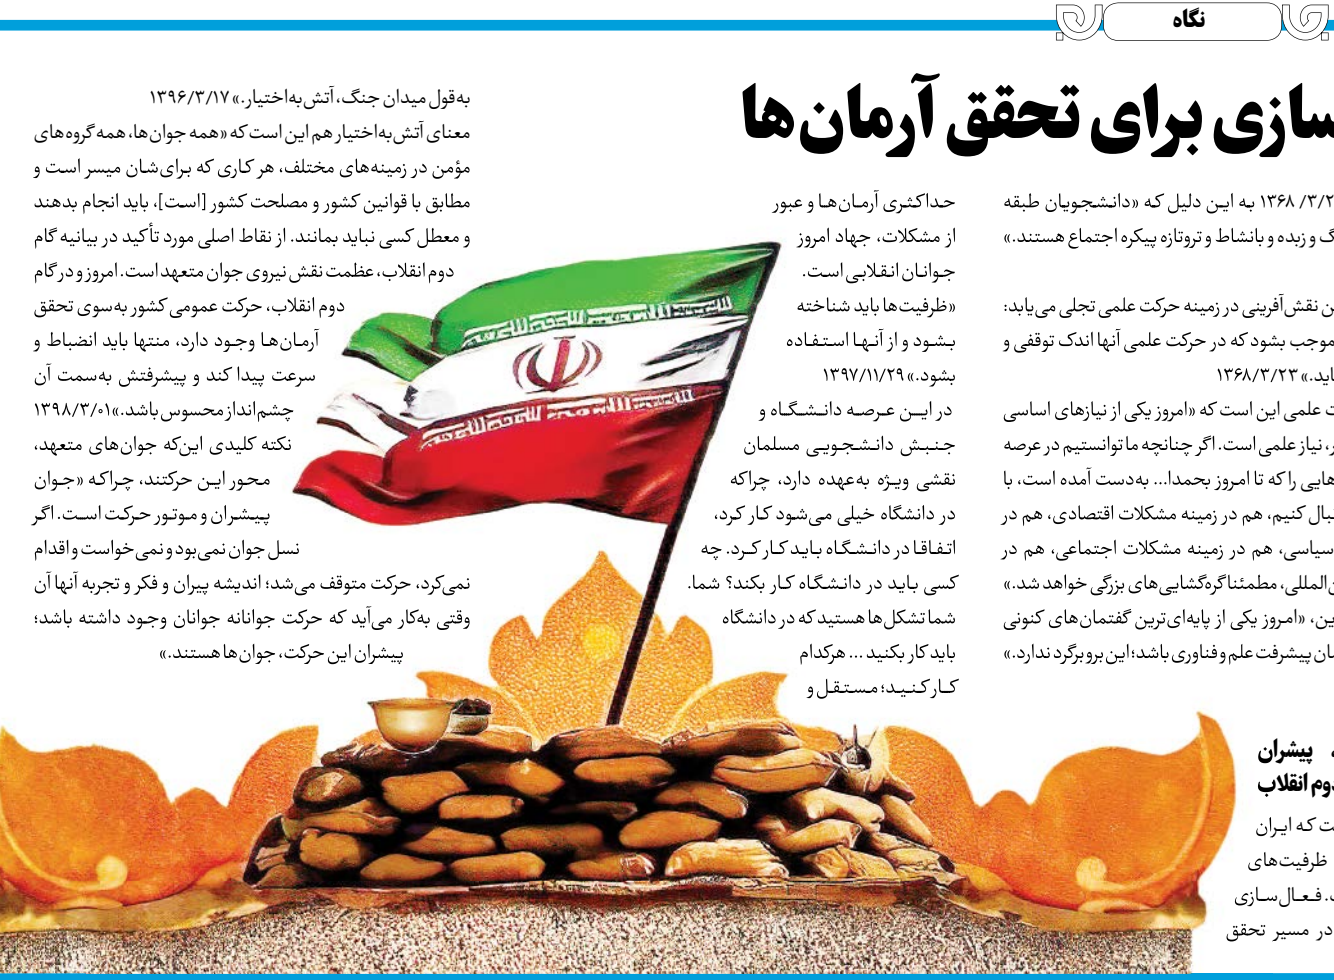 نگاه
سازی برای تحقق آرمان‌ها
۱۳۶۸ به این دلیل که «دانشجویان طبقه
و زبده و بانشاط و تروتازه پیکره اجتماع هستند.»
نقش‌آفرینی در زمینه حرکت علمی تجلی می‌یابد:
موجب بشود که در حرکت علمی آنها اندک توقفی و
۱۳۶۸/۳/۲۳
علمی این است که «امروز یکی از نیازهای اساسی
نیاز علمی است. اگر چنانچه ما توانستیم در عرصه
را که تا امروز بحمدا... به‌دست آمده است، با
کنیم، هم در زمینه مشکلات اقتصادی، هم در
سیاسی، هم در زمینه مشکلات اجتماعی، هم در
مطمئنا گره‌گشایی‌های بزرگی خواهد شد.»
«امروز یکی از پایه‌ای‌ترین گفتمان‌های کنونی
پیشرفت علم و فناوری باشد؛ این بروبرگرد ندارد.»
پیشران
انقلاب
که ایران
ظرفیت‌های
فعال‌سازی
در مسیر تحقق
حداکثری آرمان‌ها و عبور
از مشکلات، جهاد امروز
جوانان انقلابی است.
«ظرفیت‌ها باید شناخته
بشود و از آنها استفاده
بشود.» ۱۳۹۷/۱۱/۲۹
در این عرصه دانشگاه و
جنبش دانشجویی مسلمان
نقشی ویژه به‌عهده دارد، چراکه
در دانشگاه خیلی می‌شود کار کرد،
اتفاقا در دانشگاه باید کار کرد. چه
کسی باید در دانشگاه کار بکند؟ شما.
شما تشکل‌ها هستید که در دانشگاه
باید کار بکنید ... هرکدام
کار کنید؛ مستقل و
به‌قول میدان جنگ، آتش‌به‌اختیار.» ۱۳۹۶/۳/۱۷
معنای آتش‌به‌اختیار هم این است که «همه جوان‌ها، همه گروه‌های
مؤمن در زمینه‌های مختلف، هر کاری که برای‌شان میسر است و
مطابق با قوانین کشور و مصلحت کشور [است]، باید انجام بدهند
و معطل کسی نباید بمانند. از نقاط اصلی مورد تأکید در بیانیه گام
دوم انقلاب، عظمت نقش نیروی جوان متعهد است. امروز و در گام
دوم انقلاب، حرکت عمومی کشور به‌سوی تحقق
آرمان‌ها وجود دارد، منتها باید انضباط و
سرعت پیدا کند و پیشرفتش به‌سمت آن
چشم‌انداز محسوس باشد.» ۱۳۹۸/۳/۰۱
نکته کلیدی این‌که جوان‌های متعهد،
محور این حرکتند، چراکه «جوان
پیشران و موتور حرکت است. اگر
نسل جوان نمی‌بود و نمی‌خواست و اقدام
نمی‌کرد، حرکت متوقف می‌شد؛ اندیشه پیران و فکر و تجربه آنها آن
وقتی به‌کار می‌آید که حرکت جوانانه جوانان وجود داشته باشد؛
پیشران این حرکت، جوان‌ها هستند.»